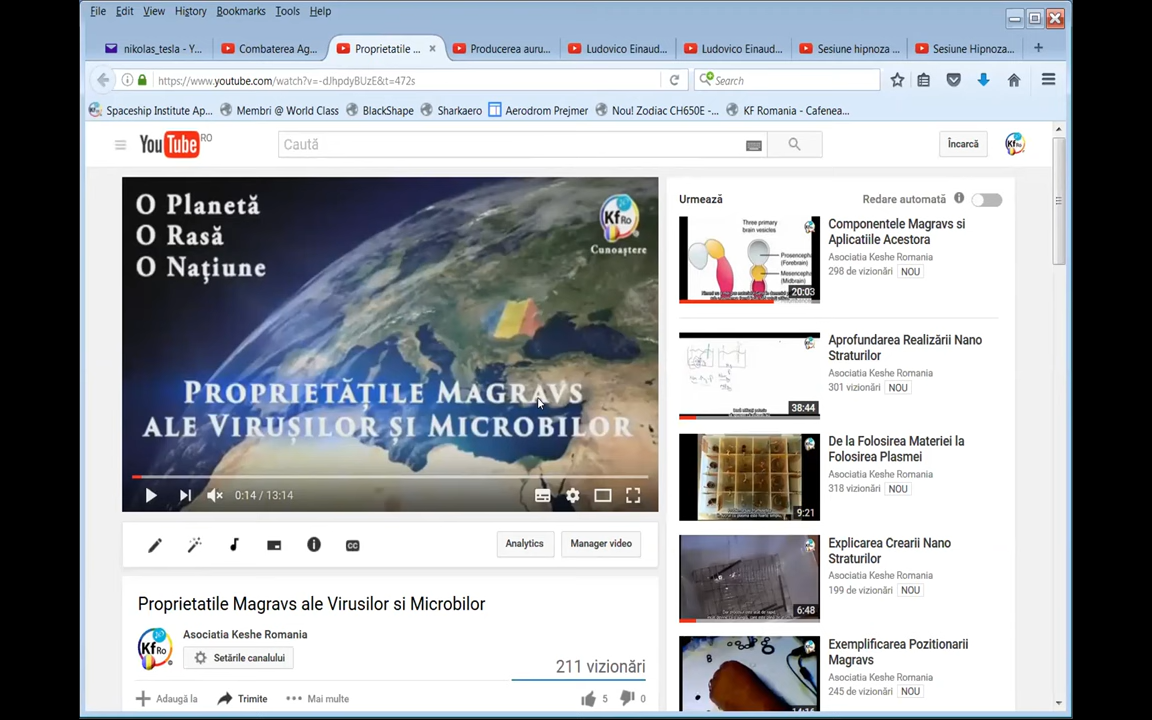 File Edit View History Bookmarks Tools Help
nikolas_tesla - Y...
Combaterea Ag...
Proprietatile ...
Producerea auru...
Ludovico Einaud...
Ludovico Einaud...
Sesiune hipnoza ...
Sesiune Hipnoza...
https://www.youtube.com/watch?v=-dJhpdyBUzE&t=472s
Search
Spaceship Institute Ap...
Membri @ World Class
BlackShape
Sharkaero
Aerodrom Prejmer
Nou! Zodiac CH650E -...
KF Romania - Cafenea...
YouTube RO
Caută
Încarcă
O Planetă
O Rasă
O Națiune
KfRo
Cunoaștere
Proprietățile Magravs
ale Virușilor și Microbilor
0:14 / 13:14
Analytics
Manager video
Proprietatile Magravs ale Virusilor si Microbilor
Asociatia Keshe Romania
Setările canalului
211 vizionări
Adaugă la
Trimite
Mai multe
5
0
Urmează
Redare automată
Three primary
brain vesicles
20:03
Componentele Magravs si
Aplicatiile Acestora
Asociatia Keshe Romania
298 de vizionări NOU
38:44
Aprofundarea Realizării Nano
Straturilor
Asociatia Keshe Romania
301 vizionări NOU
9:21
De la Folosirea Materiei la
Folosirea Plasmei
Asociatia Keshe Romania
318 vizionări NOU
6:48
Explicarea Crearii Nano
Straturilor
Asociatia Keshe Romania
199 de vizionări NOU
Exemplificarea Pozitionarii
Magravs
Asociatia Keshe Romania
245 de vizionări NOU